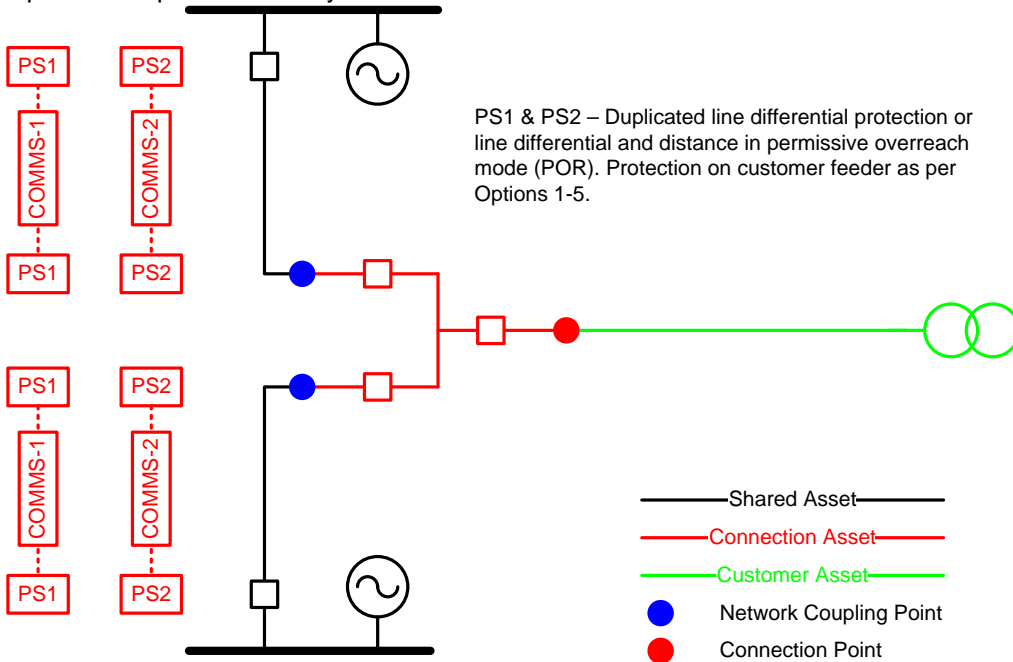 PS1 PS2
COMMS-1 COMMS-2
PS1 PS2
PS1 & PS2 – Duplicated line differential protection or
line differential and distance in permissive overreach
mode (POR). Protection on customer feeder as per
Options 1-5.
PS1 PS2
COMMS-1 COMMS-2
PS1 PS2
Shared Asset
Connection Asset
Customer Asset
Network Coupling Point
Connection Point